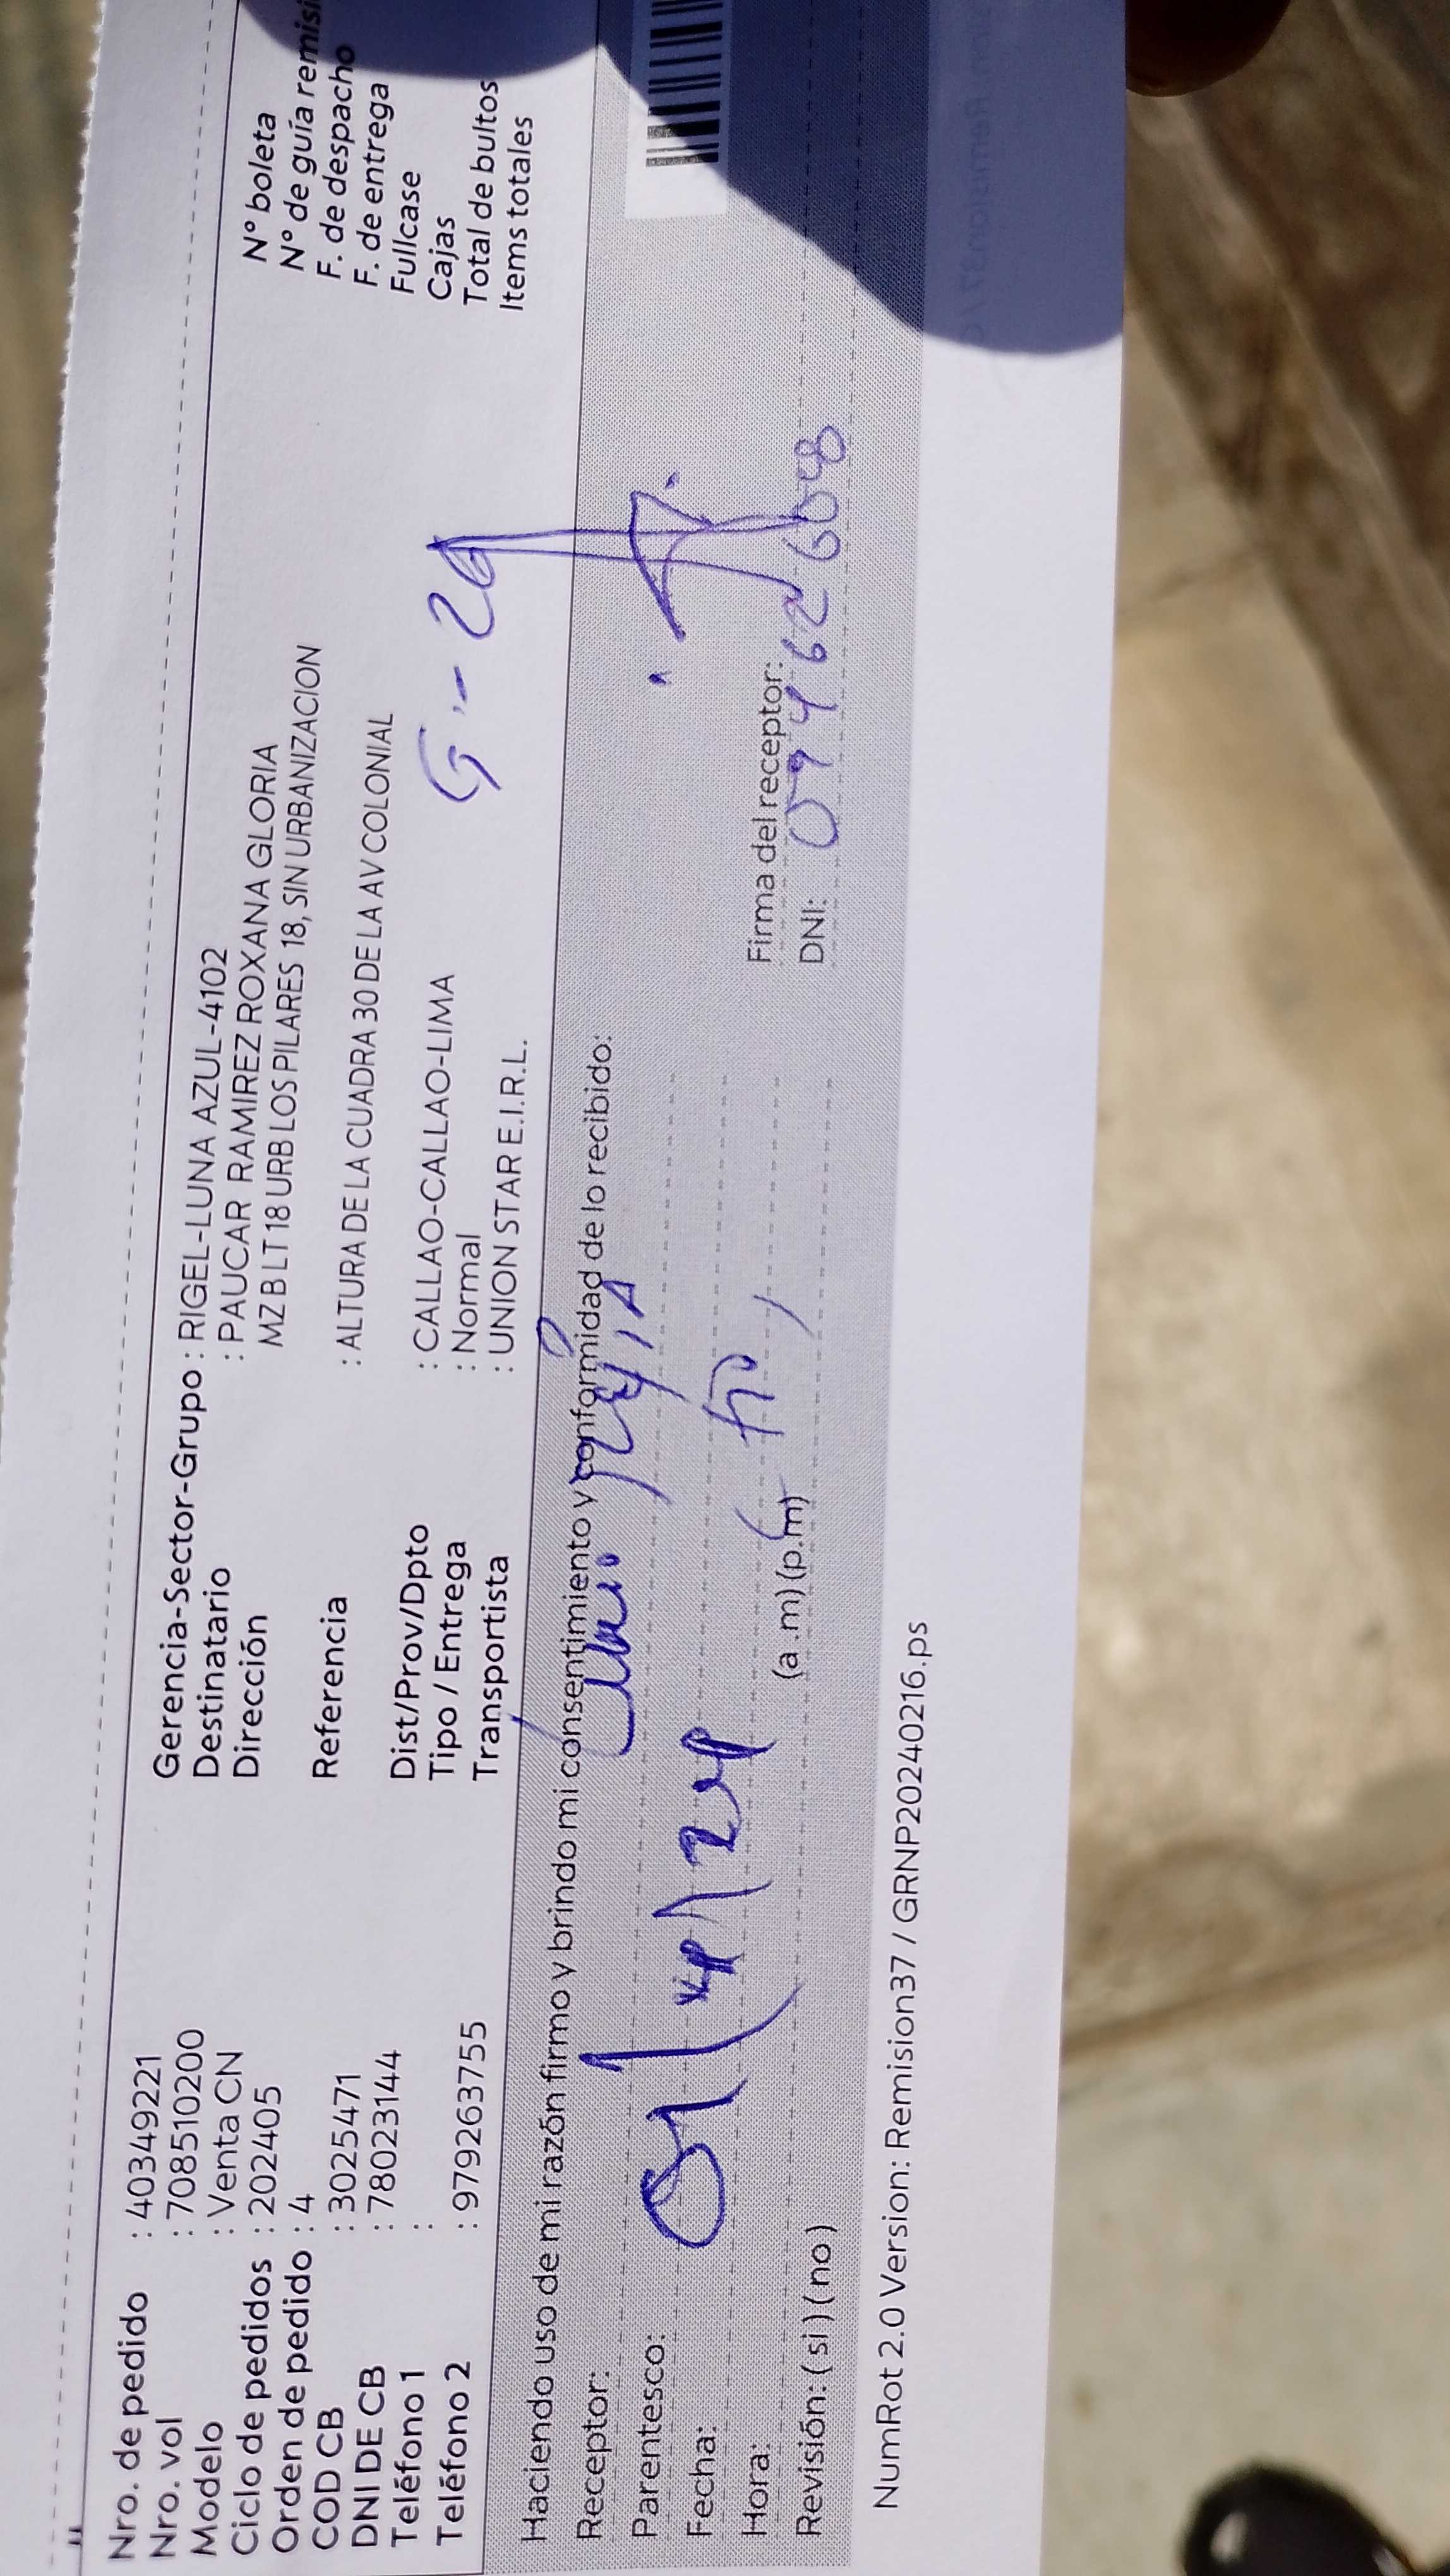 Nro. de pedido : 40349221
Nro. vol : 708510200
Modelo : Venta CN
Ciclo de pedidos : 202405
Orden de pedido : 4
COD CB : 3025471
DNI DE CB : 78023144
Teléfono 1 :
Teléfono 2 : 979263755
Gerencia-Sector-Grupo : RIGEL-LUNA AZUL-4102
Destinatario : PAUCAR RAMIREZ ROXANA GLORIA
Dirección MZ B LT 18 URB LOS PILARES 18, SIN URBANIZACION
Referencia : ALTURA DE LA CUADRA 30 DE LA AV COLONIAL
Dist/Prov/Dpto : CALLAO-CALLAO-LIMA
Tipo / Entrega : Normal
Transportista : UNION STAR E.I.R.L.
N° boleta
N° de guía remisi
F. de despacho
F. de entrega
Fullcase
Cajas
Total de bultos
Items totales
Haciendo uso de mi razón firmo y brindo mi consentimiento y conformidad de lo recibido:
Receptor:
Parentesco:
Fecha:
Hora: (a.m) (p.m)
Revisión: (si) (no)
Firma del receptor:
DNI:
NumRot 2.0 Version: Remision37 / GRNP20240216.ps